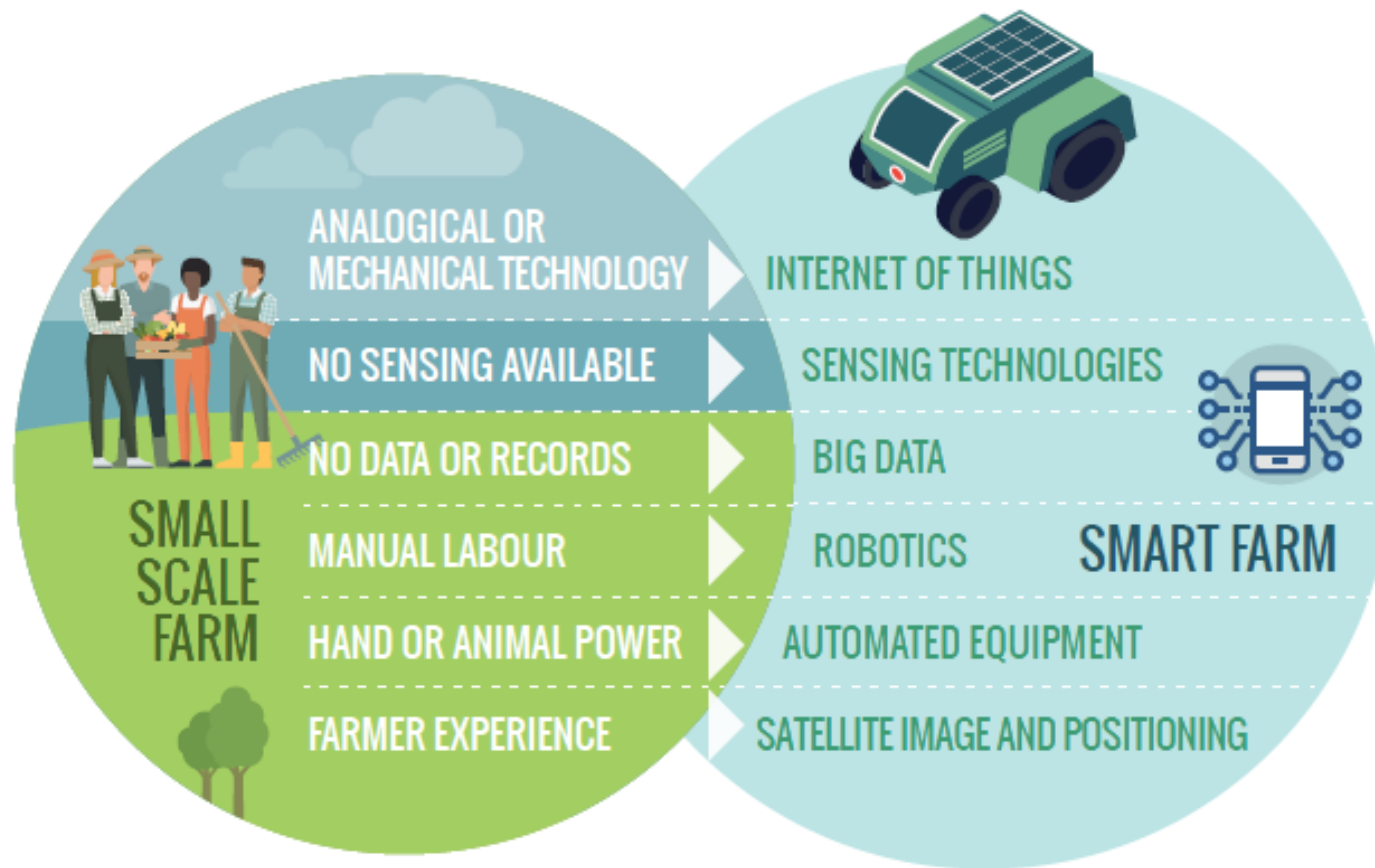 ANALOGICAL OR
MECHANICAL TECHNOLOGY
INTERNET OF THINGS
NO SENSING AVAILABLE
SENSING TECHNOLOGIES
NO DATA OR RECORDS
BIG DATA
SMALL
SCALE
FARM
MANUAL LABOUR
ROBOTICS
SMART FARM
HAND OR ANIMAL POWER
AUTOMATED EQUIPMENT
FARMER EXPERIENCE
SATELLITE IMAGE AND POSITIONING